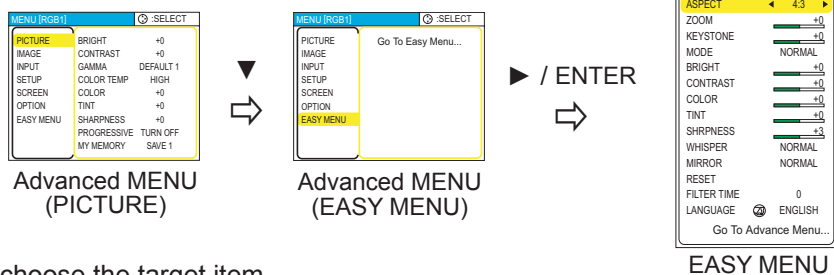 MENU [RGB1] :SELECT
PICTURE BRIGHT +0
IMAGE CONTRAST +0
INPUT GAMMA DEFAULT 1
SETUP COLOR TEMP HIGH
SCREEN COLOR +0
OPTION TINT +0
EASY MENU SHARPNESS +0
PROGRESSIVE TURN OFF
MY MEMORY SAVE 1
Advanced MENU
(PICTURE)
▼
MENU [RGB1] :SELECT
PICTURE Go To Easy Menu...
IMAGE
INPUT
SETUP
SCREEN
OPTION
EASY MENU
Advanced MENU
(EASY MENU)
► / ENTER
ASPECT 4:3
ZOOM +0
KEYSTONE +0
MODE NORMAL
BRIGHT +0
CONTRAST +0
COLOR +0
TINT +0
SHRPNESS +3
WHISPER NORMAL
MIRROR NORMAL
RESET
FILTER TIME 0
LANGUAGE ENGLISH
Go To Advance Menu...
EASY MENU
choose the target item